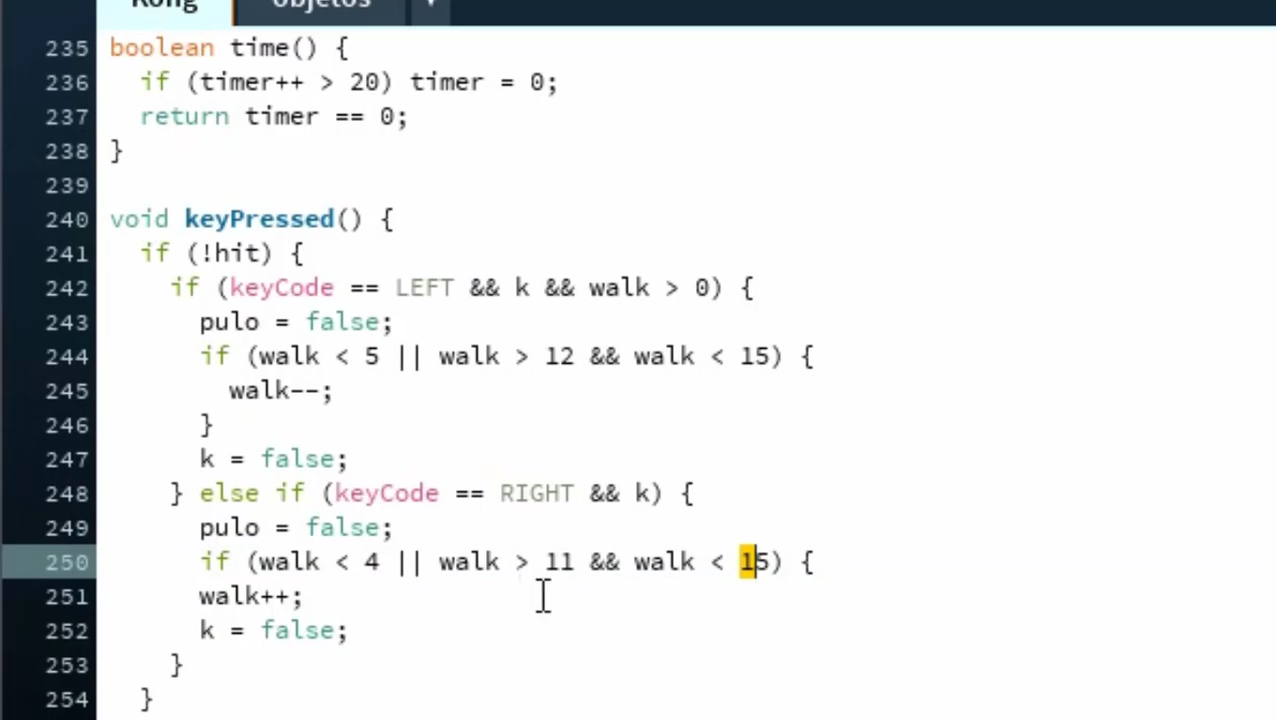 Kong objetos
235 boolean time() {
236 if (timer++ > 20) timer = 0;
237 return timer == 0;
238 }
239
240 void keyPressed() {
241 if (!hit) {
242 if (keyCode == LEFT && k && walk > 0) {
243 pulo = false;
244 if (walk < 5 || walk > 12 && walk < 15) {
245 walk--;
246 }
247 k = false;
248 } else if (keyCode == RIGHT && k) {
249 pulo = false;
250 if (walk < 4 || walk > 11 && walk < 15) {
251 walk++;
252 k = false;
253 }
254 }